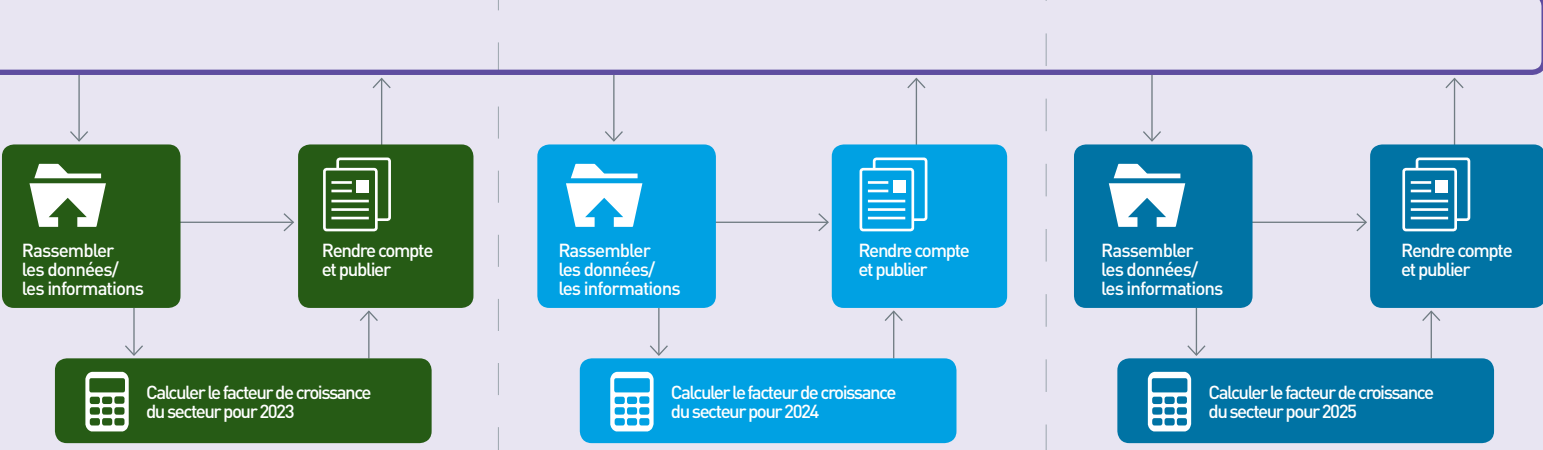 Rassembler
les données/
les informations
Rendre compte
et publier
Calculer le facteur de croissance
du secteur pour 2023
Rassembler
les données/
les informations
Rendre compte
et publier
Calculer le facteur de croissance
du secteur pour 2024
Rassembler
les données/
les informations
Rendre compte
et publier
Calculer le facteur de croissance
du secteur pour 2025